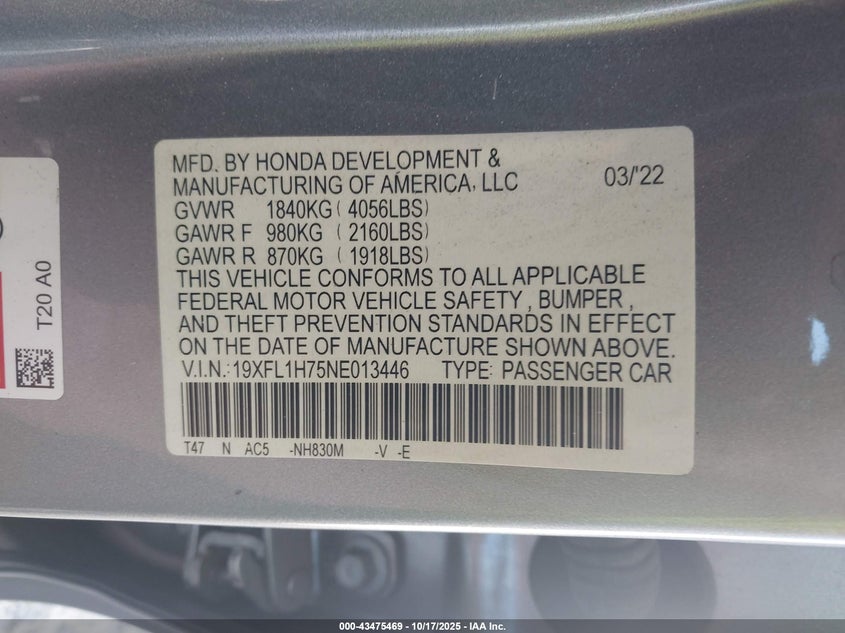 MFD. BY HONDA DEVELOPMENT &
MANUFACTURING OF AMERICA, LLC 03/'22
GVWR 1840KG ( 4056LBS)
GAWR F 980KG ( 2160LBS)
GAWR R 870KG ( 1918LBS)
THIS VEHICLE CONFORMS TO ALL APPLICABLE
FEDERAL MOTOR VEHICLE SAFETY , BUMPER ,
AND THEFT PREVENTION STANDARDS IN EFFECT
ON THE DATE OF MANUFACTURE SHOWN ABOVE.
V.I.N.: 19XFL1H75NE013446 TYPE: PASSENGER CAR
T47 N AC5 -NH830M -V -E
T20 A0
000-43475469 - 10/17/2025 - IAA Inc.